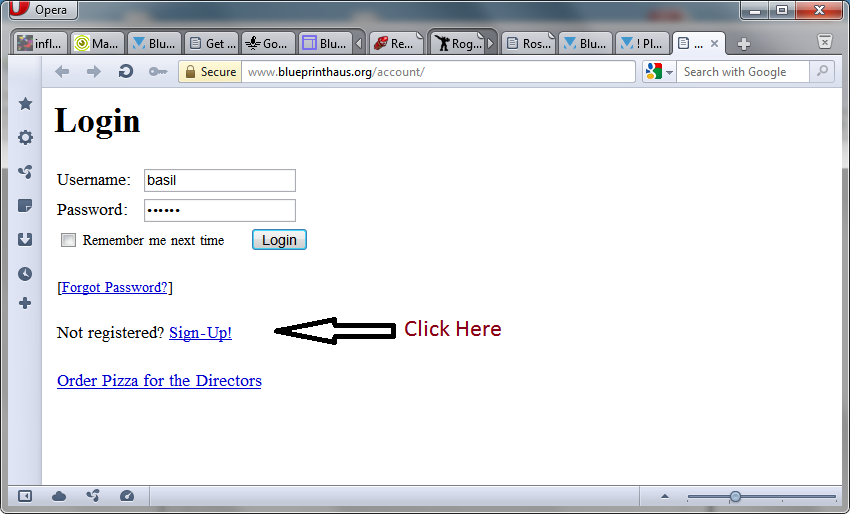 Opera
infl...
Ma...
Blu...
Get ...
Go...
Blu...
Re...
Rog...
Ros...
Blu...
! Pl...
...
Secure
www.blueprinthaus.org/account/
Search with Google
Login
Username: basil
Password: ••••••
Remember me next time Login
[Forgot Password?]
Not registered? Sign-Up! Click Here
Order Pizza for the Directors